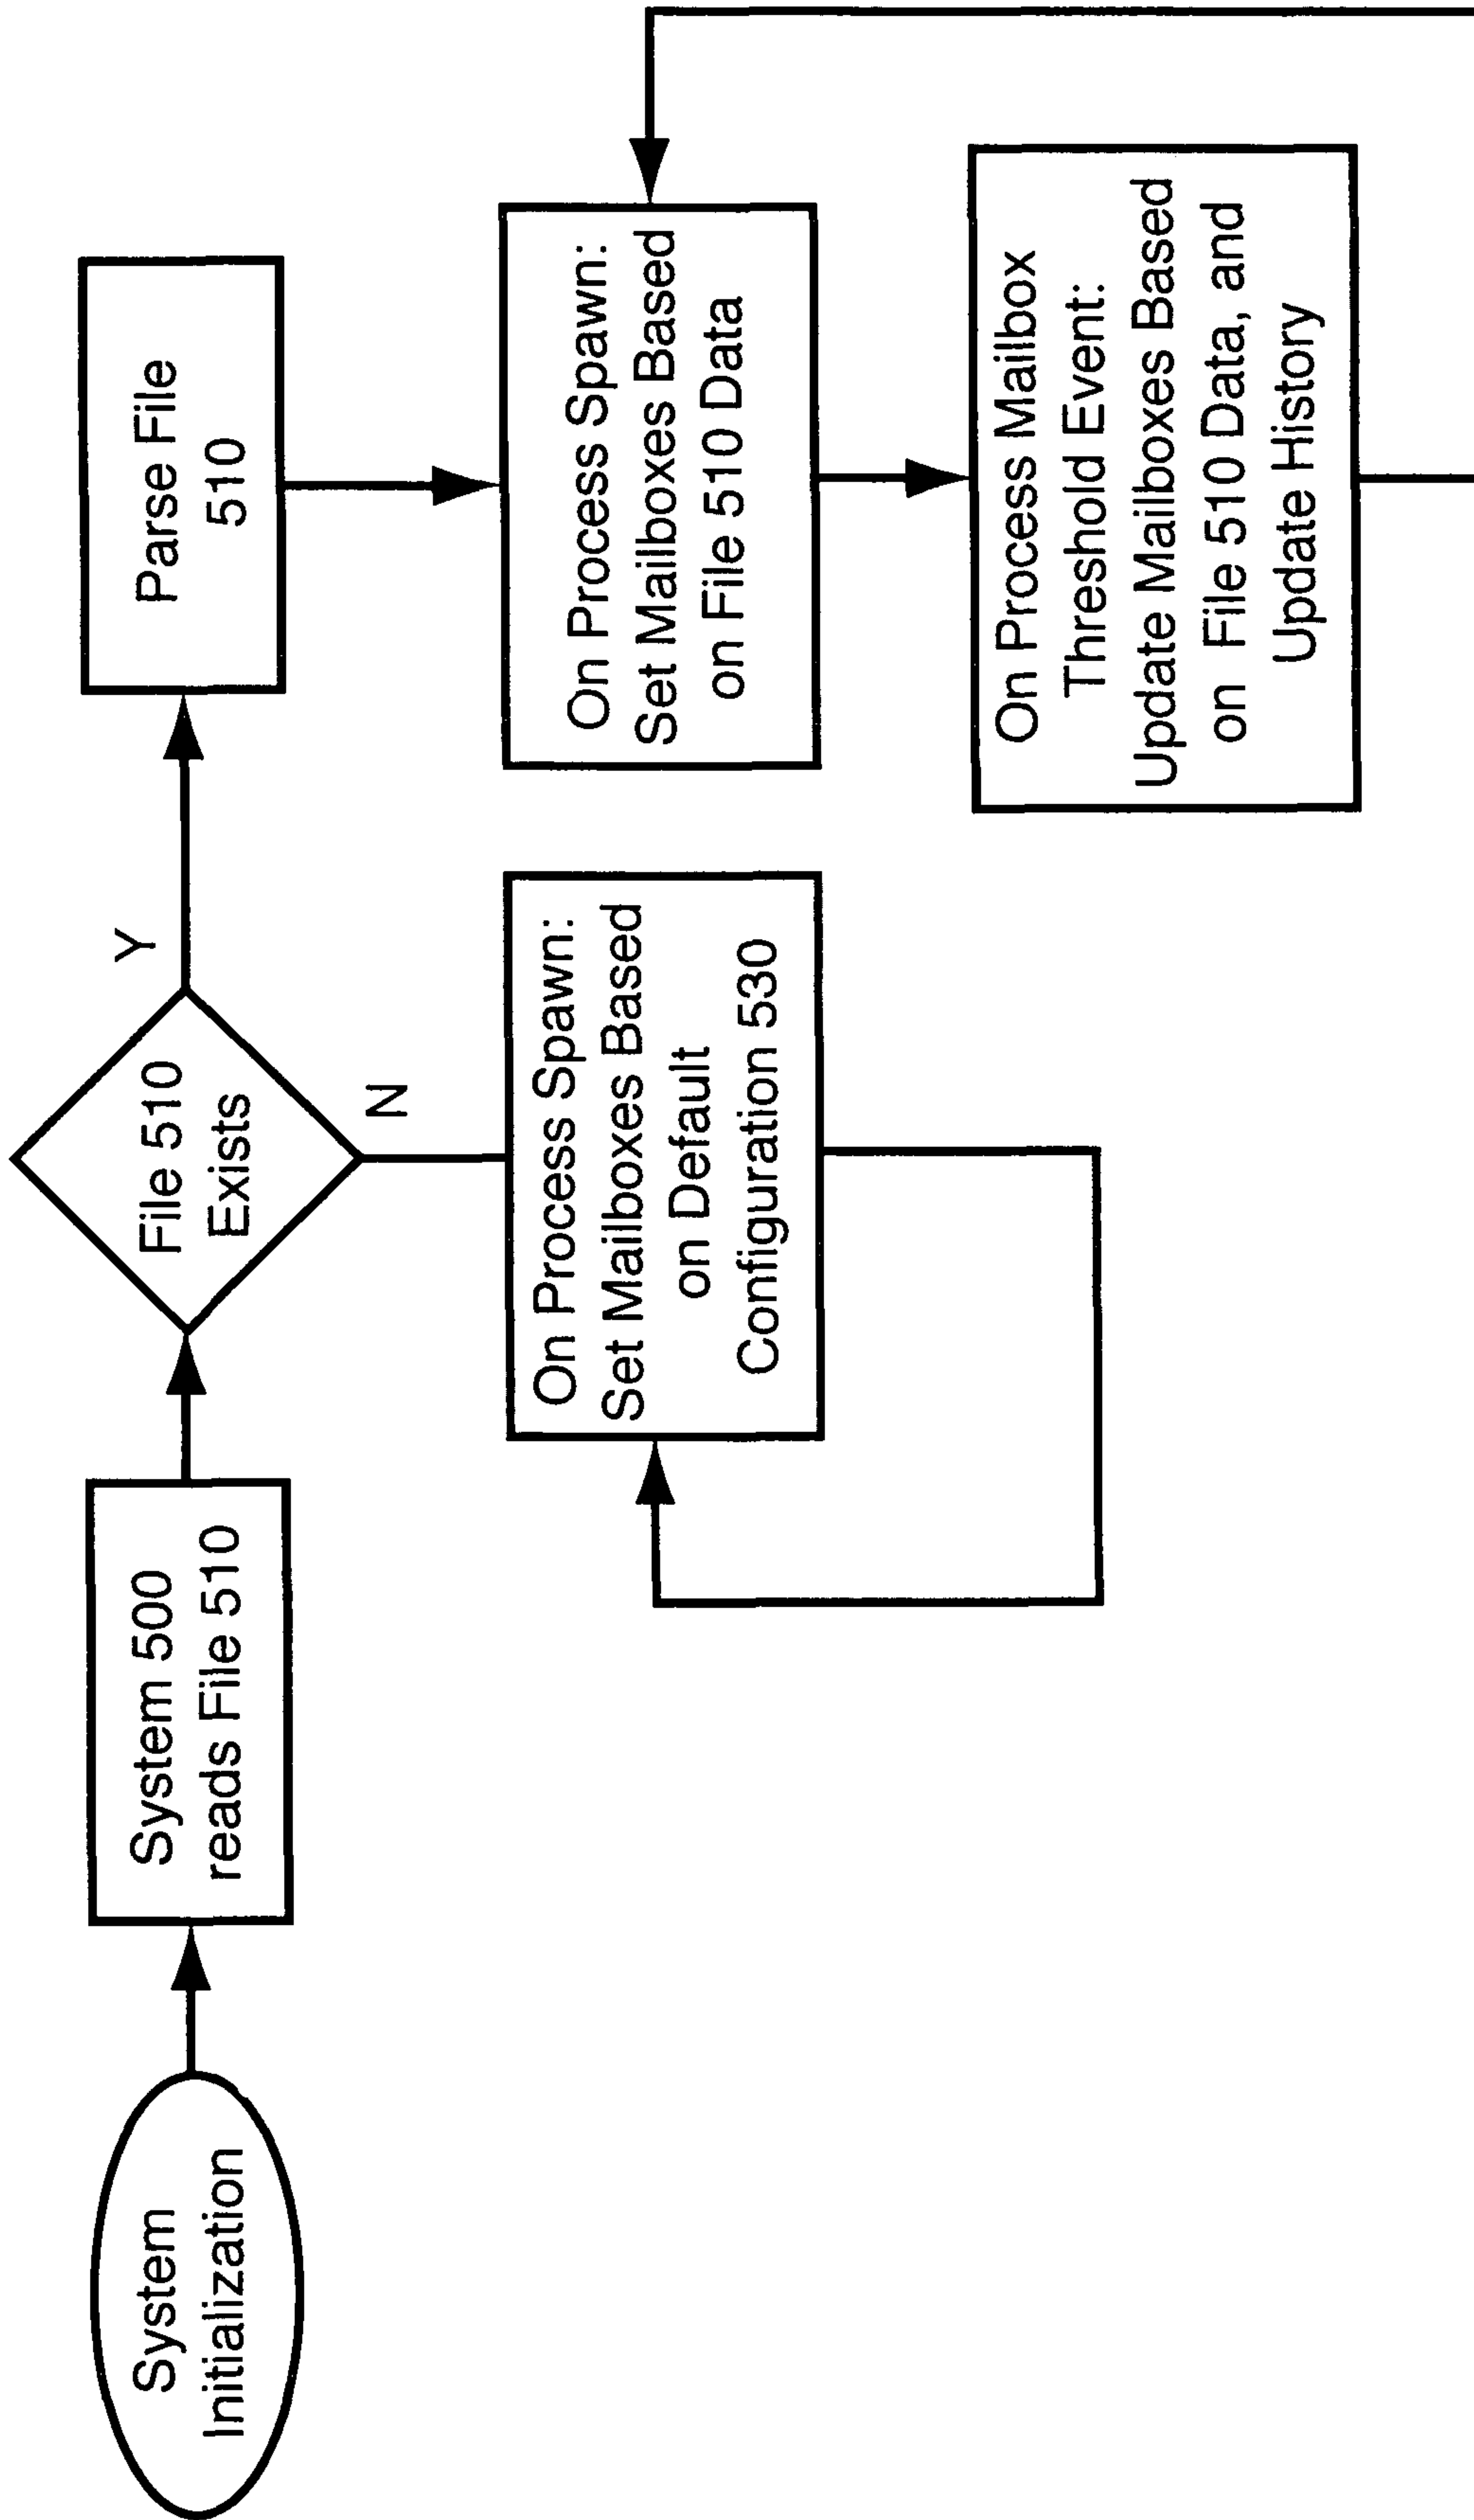 System
Initialization
System 500
reads File 510
File 510
Exists
Y
N
Parse File
510
On Process Spawn:
Set Mailboxes Based
on Default
Configuration 530
On Process Spawn:
Set Mailboxes Based
on File 510 Data
On Process Mailbox
Threshold Event:
Update Mailboxes Based
on File 510 Data, and
Update History